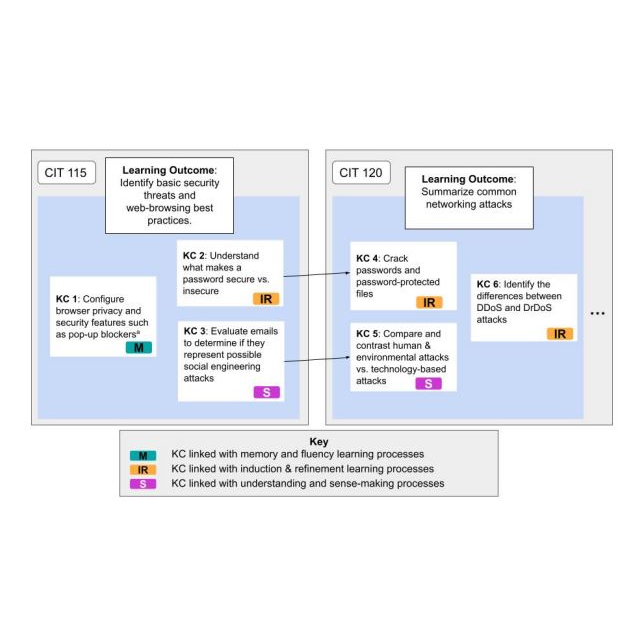 CIT 115
Learning Outcome:
Identify basic security
threats and
web-browsing best
practices.
KC 1: Configure
browser privacy and
security features such
as pop-up blockersᵃ
M
KC 2: Understand
what makes a
password secure vs.
insecure
IR
KC 3: Evaluate emails
to determine if they
represent possible
social engineering
attacks
S
CIT 120
Learning Outcome:
Summarize common
networking attacks
KC 4: Crack
passwords and
password-protected
files
IR
KC 5: Compare and
contrast human &
environmental attacks
vs. technology-based
attacks
S
KC 6: Identify the
differences between
DDoS and DrDoS
attacks
IR
...
Key
M KC linked with memory and fluency learning processes
IR KC linked with induction & refinement learning processes
S KC linked with understanding and sense-making processes